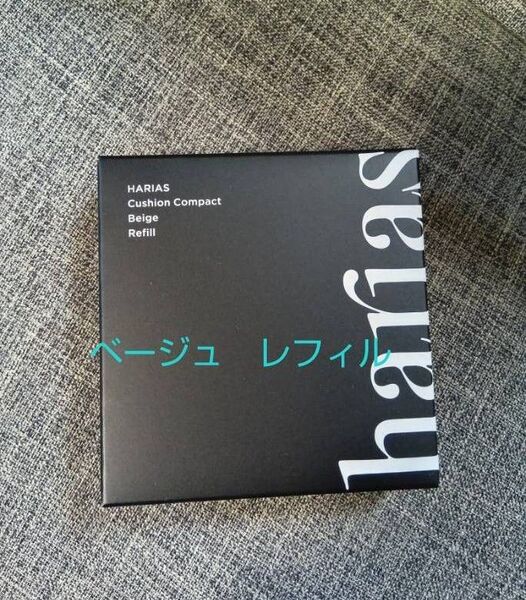 HARIAS
Cushion Compact
Beige
Refill
harias
ベージュ　レフィル